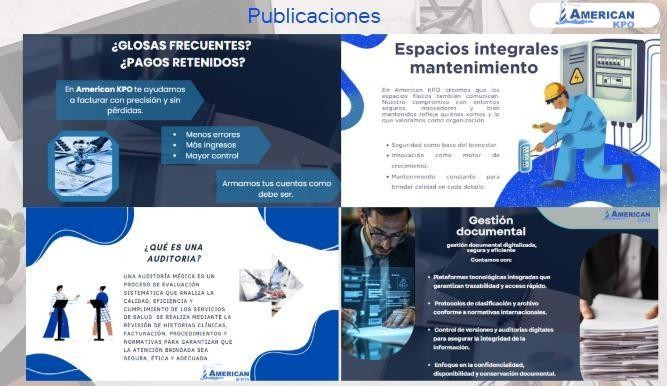 Publicaciones
AMERICAN
KPO
¿GLOSAS FRECUENTES?
¿PAGOS RETENIDOS?
En American KPO te ayudamos
a facturar con precisión y sin
pérdidas.
• Menos errores
• Más ingresos
• Mayor control
Armamos tus cuentas como
debe ser.
Espacios integrales
mantenimiento
En American KPO creemos que los
espacios físicos también comunican.
Nuestro compromiso con entornos
seguros, innovadores y bien
mantenidos refleja quiénes somos y lo
que valoramos como organización.
• Seguridad como base del bienestar.
• Innovación como motor de
crecimiento.
• Mantenimiento constante para
brindar calidad en cada detalle.
¿QUÉ ES UNA
AUDITORIA?
UNA AUDITORÍA MÉDICA ES UN
PROCESO DE EVALUACIÓN
SISTEMÁTICA QUE ANALIZA LA
CALIDAD, EFICIENCIA Y
CUMPLIMIENTO DE LOS SERVICIOS
DE SALUD. SE REALIZA MEDIANTE LA
REVISIÓN DE HISTORIAS CLÍNICAS,
FACTURACIÓN, PROCEDIMIENTOS Y
NORMATIVAS PARA GARANTIZAR QUE
LA ATENCIÓN BRINDADA SEA
SEGURA, ÉTICA Y ADECUADA.
AMERICAN
KPO
AMERICAN
KPO
Gestión
documental
gestión documental digitalizada,
segura y eficiente
Contamos con:
• Plataformas tecnológicas integradas que
garantizan trazabilidad y acceso rápido.
• Protocolos de clasificación y archivo
conforme a normativas internacionales.
• Control de versiones y auditorías digitales
para asegurar la integridad de la
información.
• Enfoque en la confidencialidad,
disponibilidad y conservación documental.